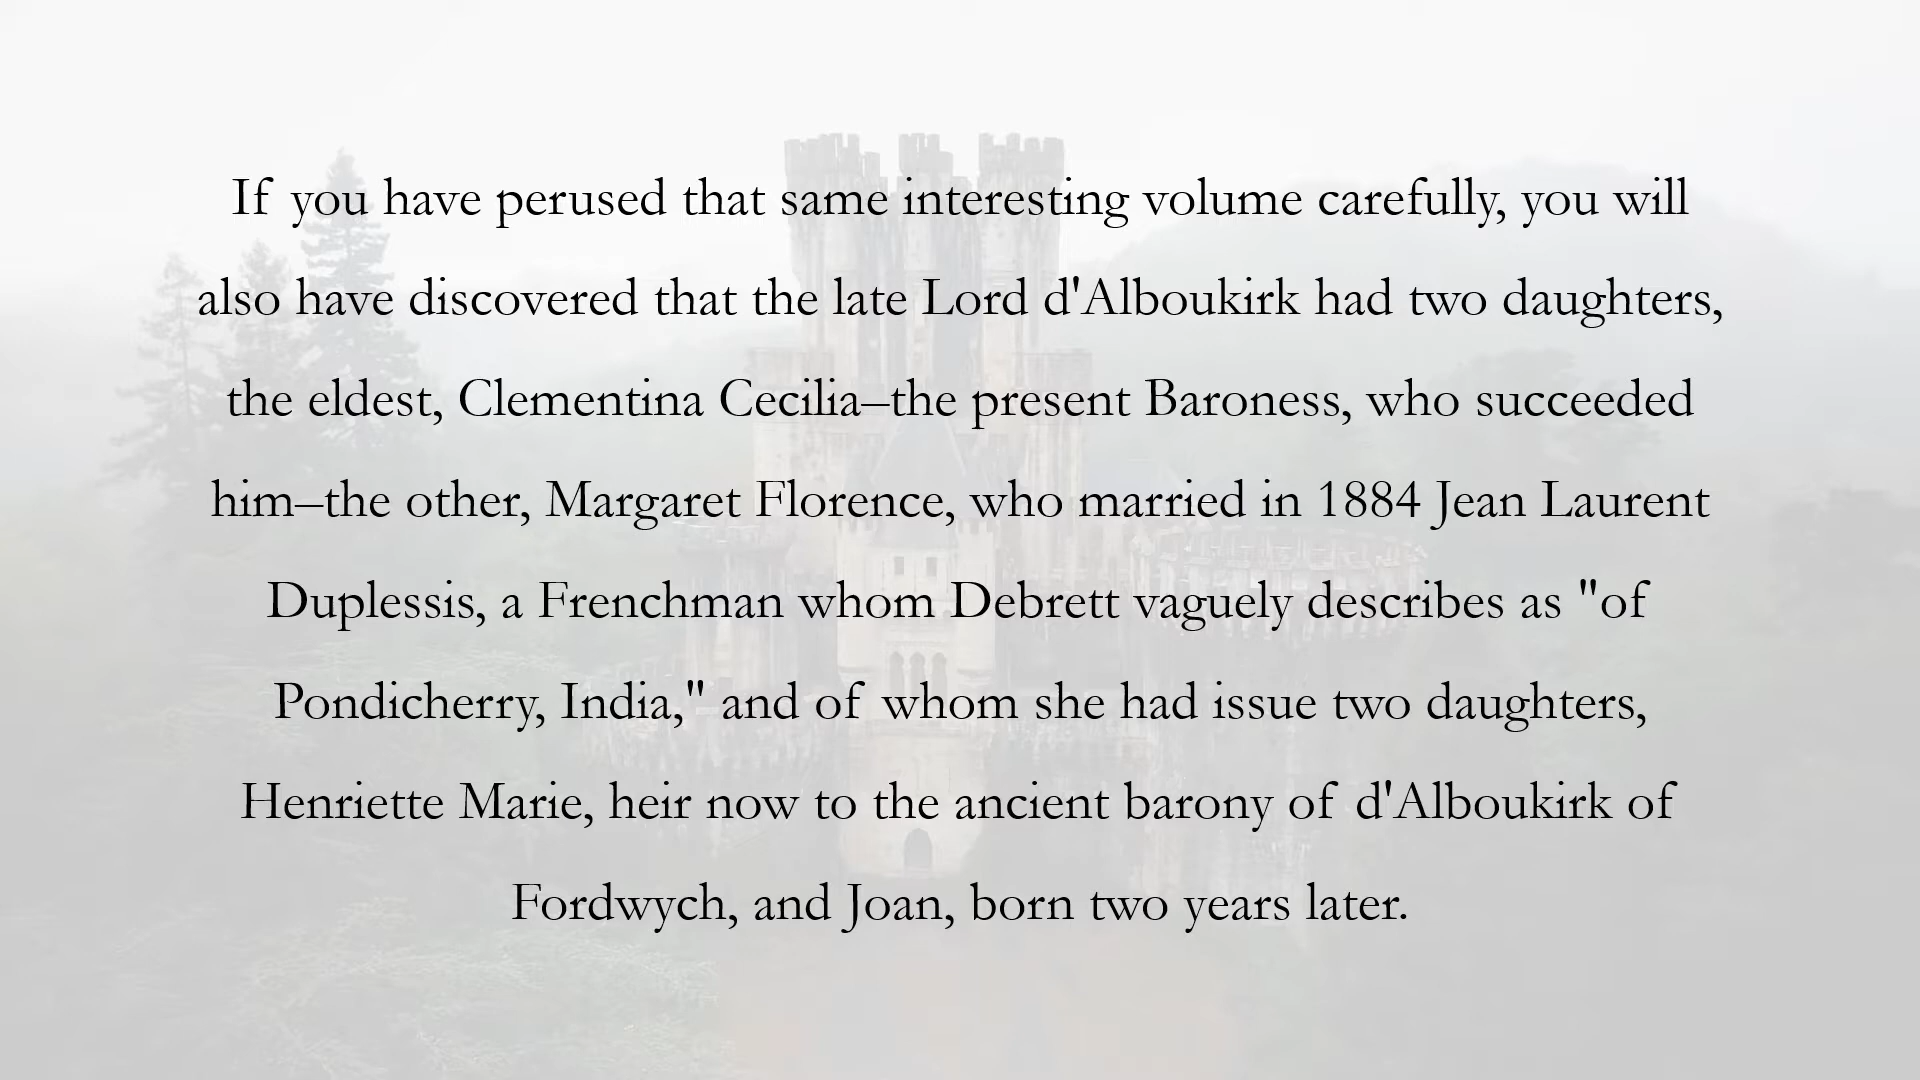 If you have perused that same interesting volume carefully, you will
also have discovered that the late Lord d'Alboukirk had two daughters,
the eldest, Clementina Cecilia–the present Baroness, who succeeded
him–the other, Margaret Florence, who married in 1884 Jean Laurent
Duplessis, a Frenchman whom Debrett vaguely describes as "of
Pondicherry, India," and of whom she had issue two daughters,
Henriette Marie, heir now to the ancient barony of d'Alboukirk of
Fordwych, and Joan, born two years later.